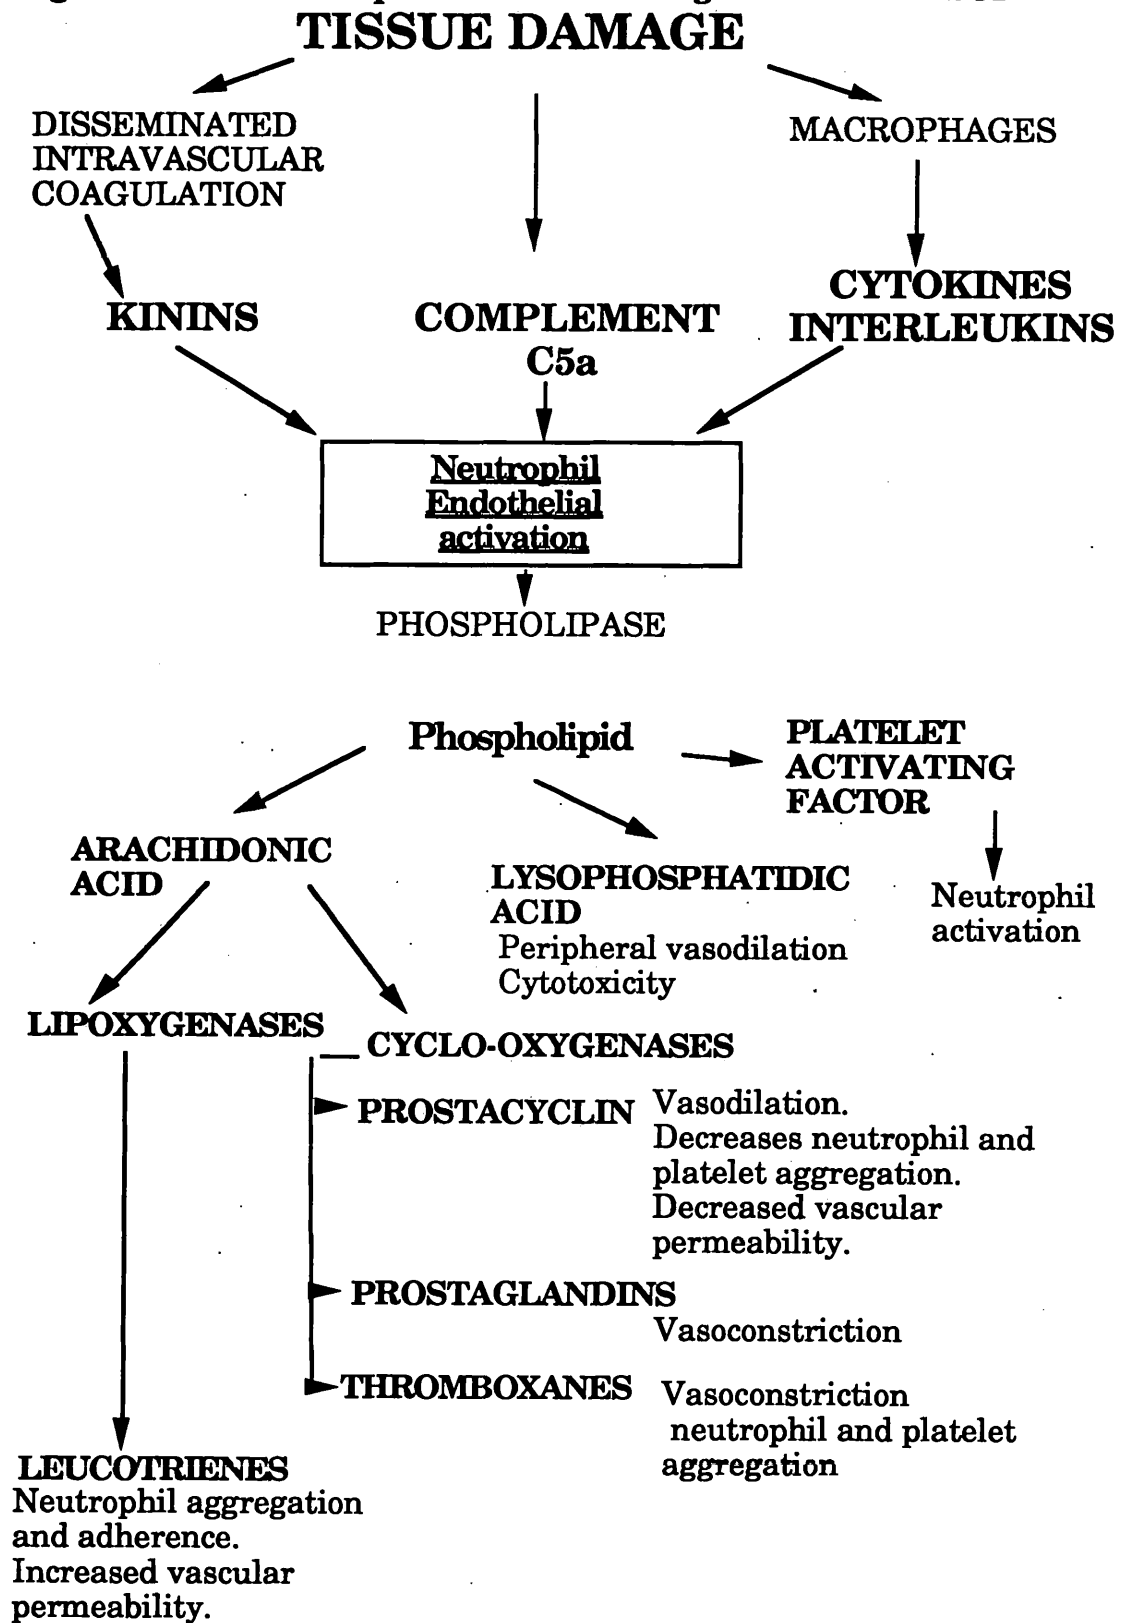 TISSUE DAMAGE
DISSEMINATED
INTRAVASCULAR
COAGULATION
MACROPHAGES
KININS
COMPLEMENT
C5a
CYTOKINES
INTERLEUKINS
Neutrophil
Endothelial
activation
PHOSPHOLIPASE
Phospholipid
PLATELET
ACTIVATING
FACTOR
ARACHIDONIC
ACID
LYSOPHOSPHATIDIC
ACID
Peripheral vasodilation
Cytotoxicity
Neutrophil
activation
LIPOXYGENASES
CYCLO-OXYGENASES
PROSTACYCLIN
Vasodilation.
Decreases neutrophil and
platelet aggregation.
Decreased vascular
permeability.
PROSTAGLANDINS
Vasoconstriction
THROMBOXANES
Vasoconstriction
neutrophil and platelet
aggregation
LEUCOTRIENES
Neutrophil aggregation
and adherence.
Increased vascular
permeability.